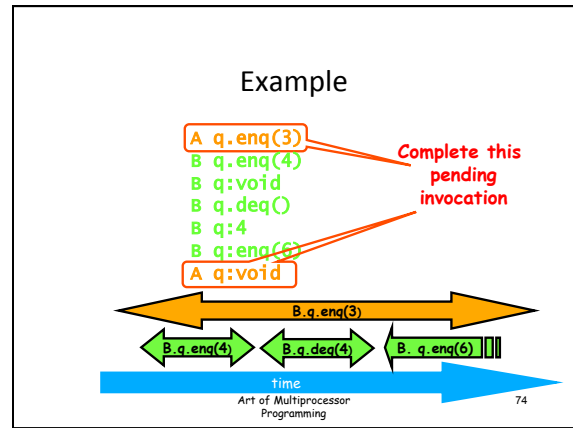 Example
A q.enq(3)
B q.enq(4)
B q:void
B q.deq()
B q:4
B q:enq(6)
A q:void
Complete this
pending
invocation
B.q.enq(3)
B.q.enq(4)
B.q.deq(4)
B. q.enq(6)
time
Art of Multiprocessor
Programming
74